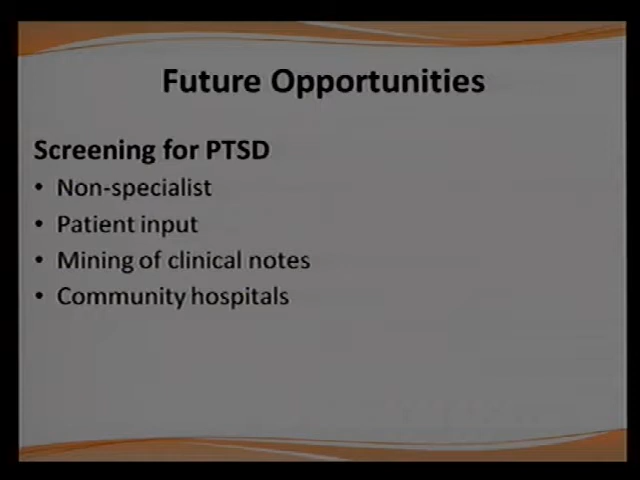 Future Opportunities
Screening for PTSD
• Non-specialist
• Patient input
• Mining of clinical notes
• Community hospitals